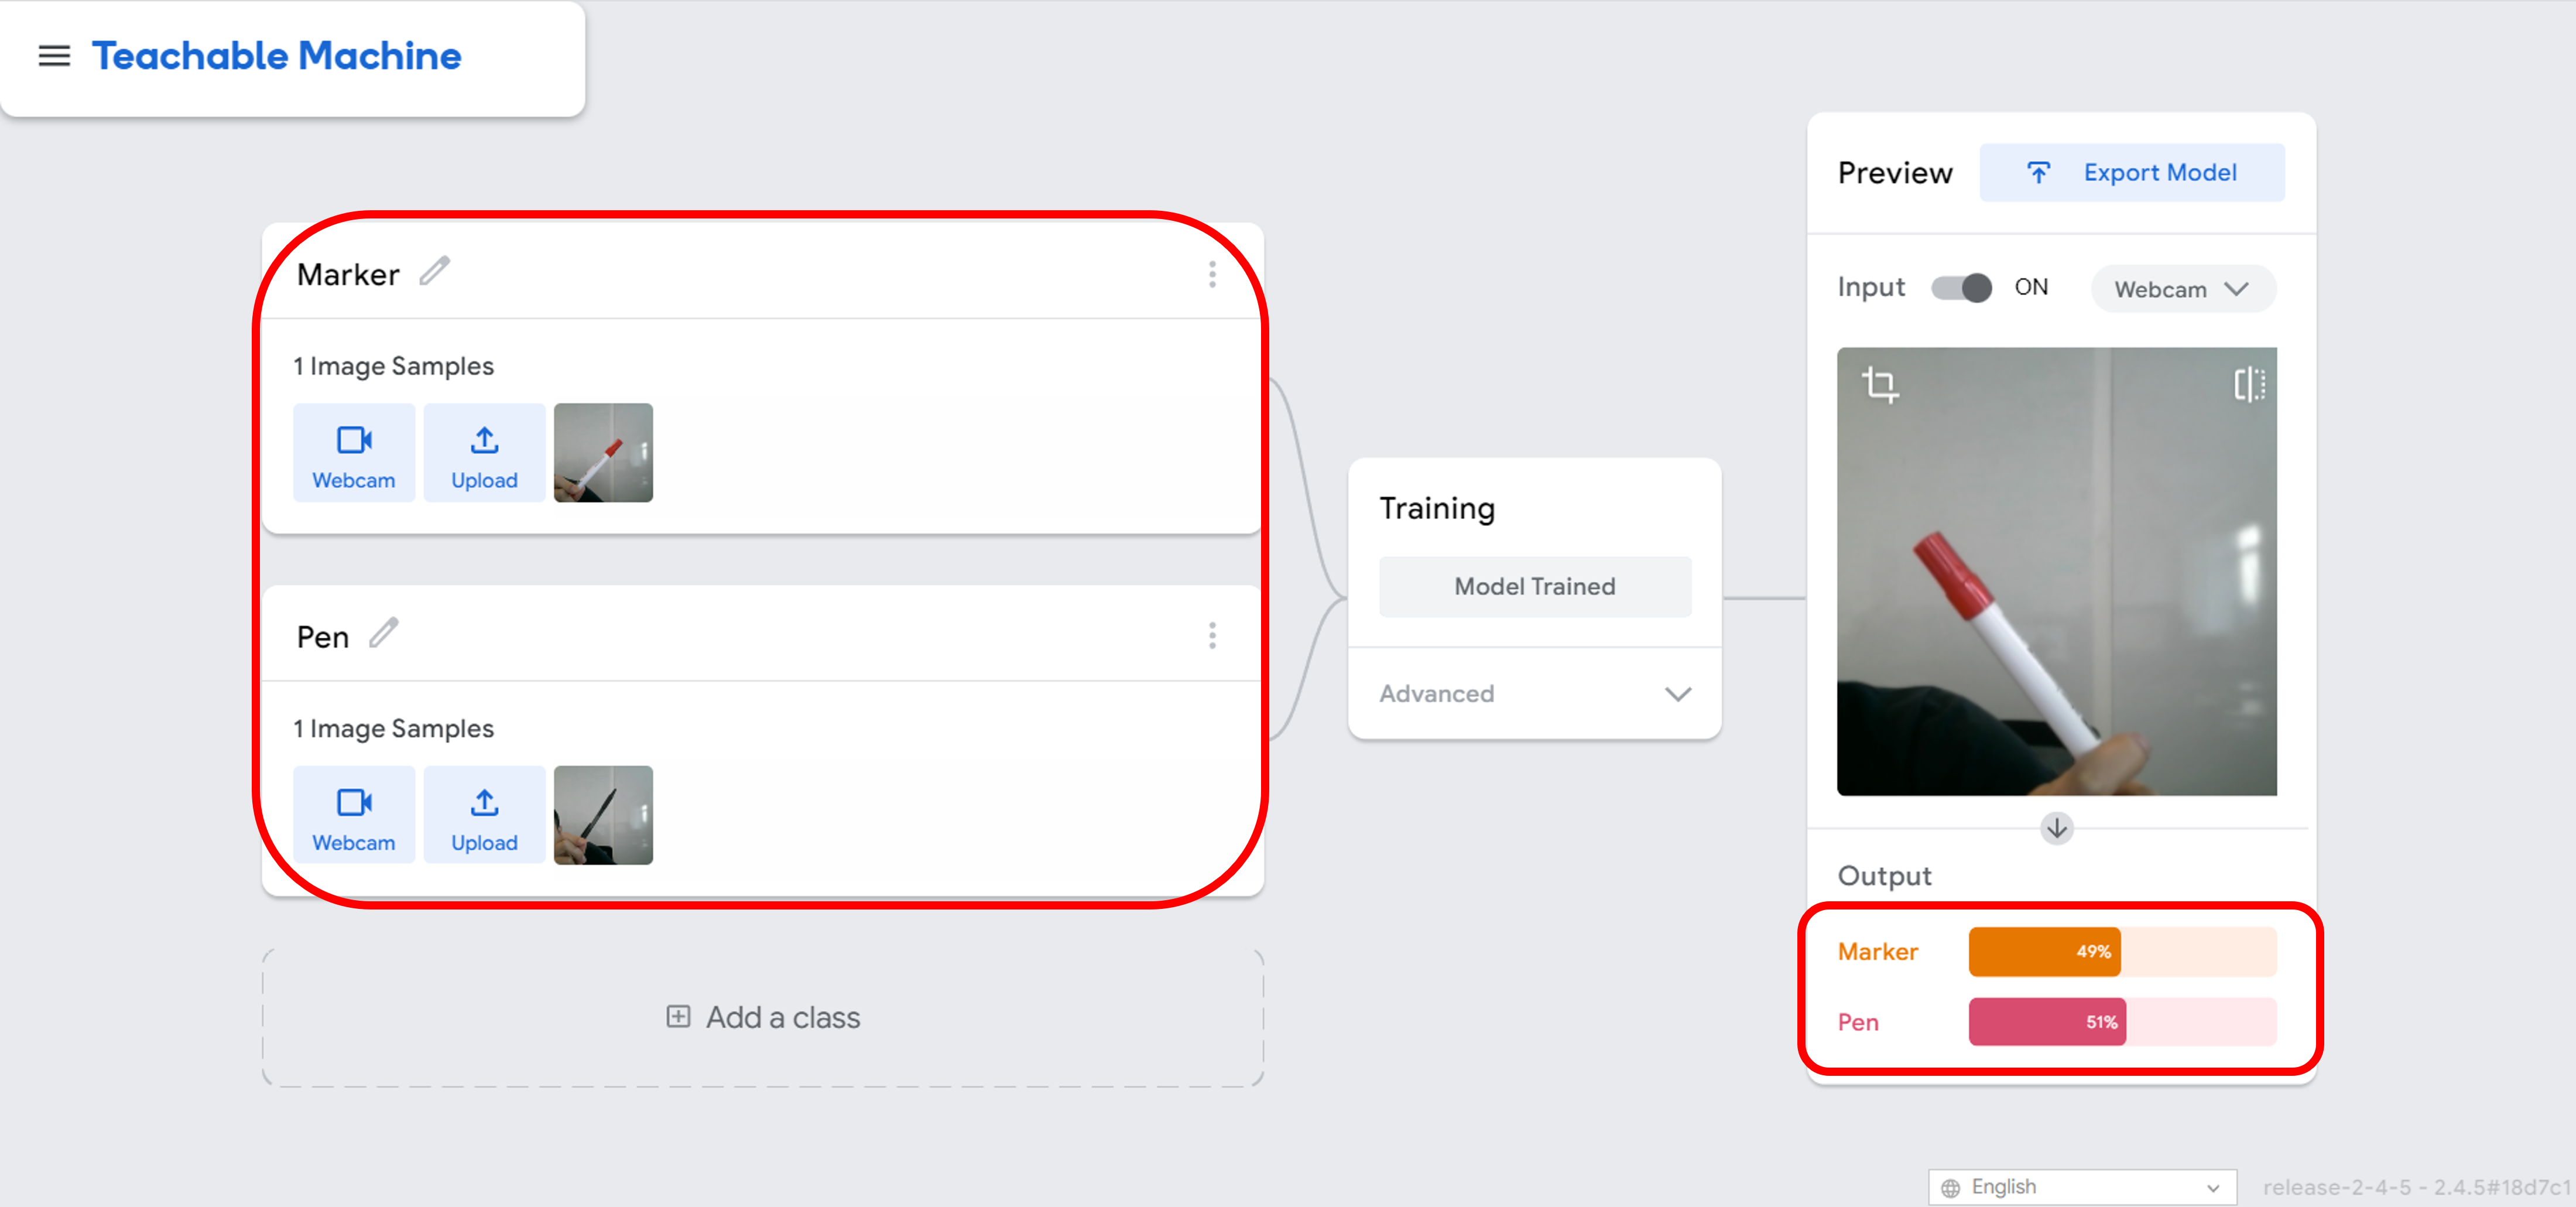 Teachable Machine
Marker
1 Image Samples
Webcam
Upload
Pen
1 Image Samples
Webcam
Upload
Add a class
Training
Model Trained
Advanced
Preview
Export Model
Input ON Webcam
Output
Marker 49%
Pen 51%
English
release-2-4-5 - 2.4.5#18d7c1